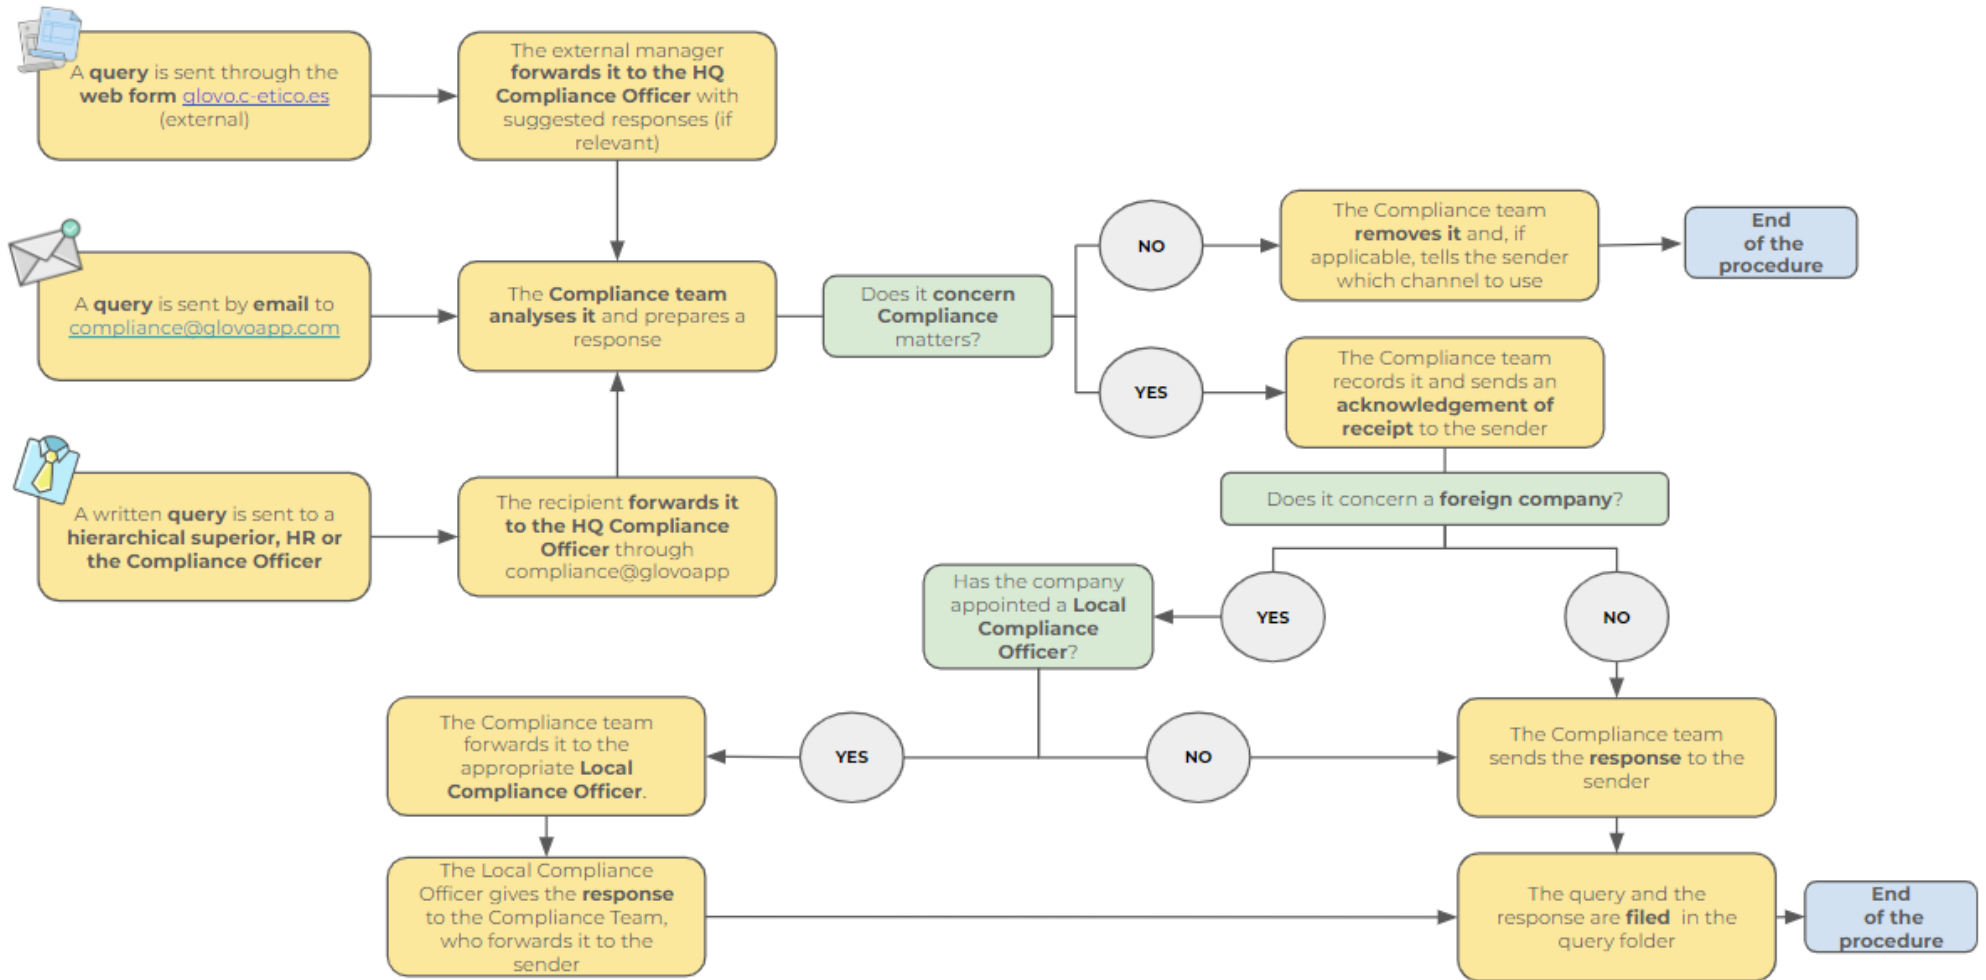 A query is sent through the
web form glovo.c-etico.es
(external)
The external manager
forwards it to the HQ
Compliance Officer with
suggested responses (if
relevant)
A query is sent by email to
compliance@glovoapp.com
The Compliance team
analyses it and prepares a
response
Does it concern
Compliance
matters?
NO
The Compliance team
removes it and, if
applicable, tells the sender
which channel to use
End
of the
procedure
YES
The Compliance team
records it and sends an
acknowledgement of
receipt to the sender
A written query is sent to a
hierarchical superior, HR or
the Compliance Officer
The recipient forwards it
to the HQ Compliance
Officer through
compliance@glovoapp
Does it concern a foreign company?
Has the company
appointed a Local
Compliance
Officer?
YES
NO
The Compliance team
forwards it to the
appropriate Local
Compliance Officer.
YES
NO
The Compliance team
sends the response to the
sender
The Local Compliance
Officer gives the response
to the Compliance Team,
who forwards it to the
sender
The query and the
response are filed in the
query folder
End
of the
procedure